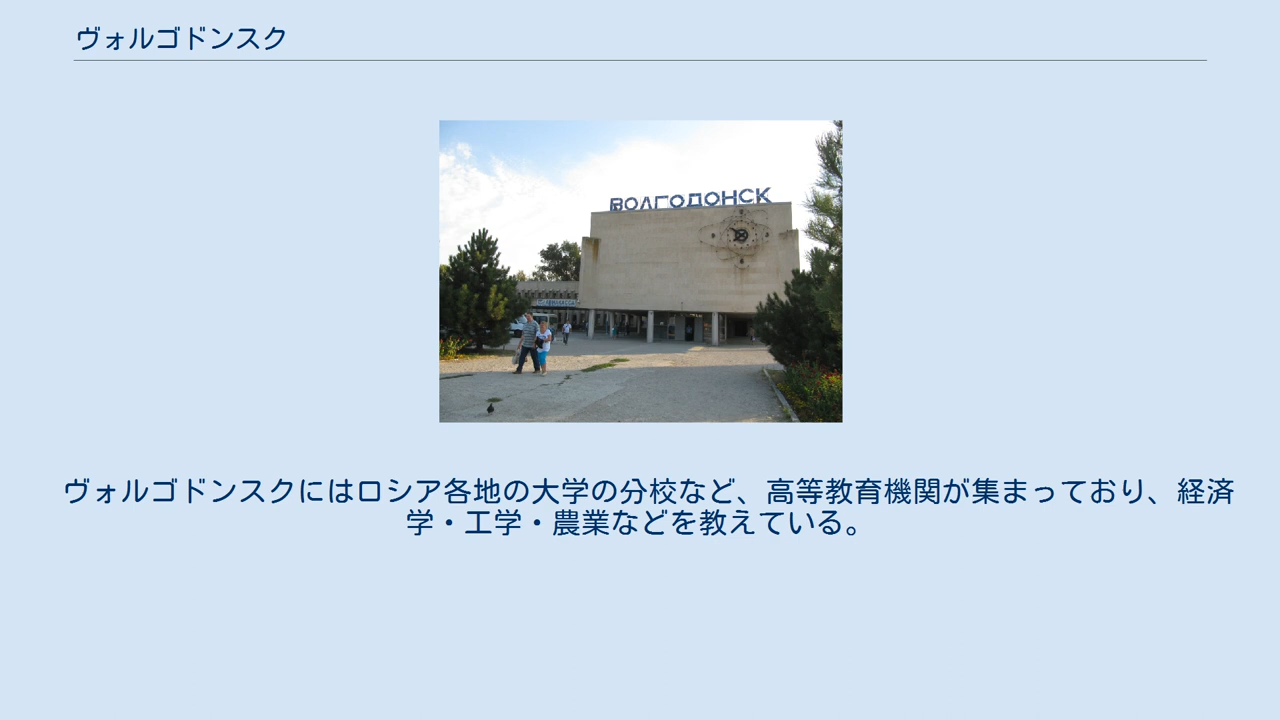 ヴォルゴドンスク
ВОЛГОДОНСК
ヴォルゴドンスクにはロシア各地の大学の分校など、高等教育機関が集まっており、経済
学・工学・農業などを教えている。